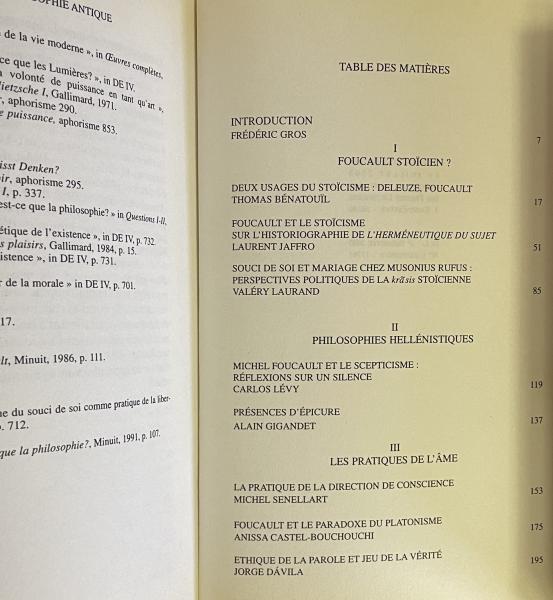 SOPHIE ANTIQUE
de la vie moderne », in Œuvres complètes,
ce que les Lumières? », in DE IV.
volonté de puissance en tant qu'art »,
Nietzsche I, Gallimard, 1971.
, aphorisme 290.
puissance, aphorisme 853.
isst Denken?
ir, aphorisme 295.
I, p. 337.
est-ce que la philosophie? » in Questions I-II,
étique de l'existence », in DE IV, p. 732.
s plaisirs, Gallimard, 1984, p. 15.
istence », in DE IV, p. 731.
r de la morale » in DE IV, p. 701.
17.
lt, Minuit, 1986, p. 111.
e du souci de soi comme pratique de la liber-
. 712.
que la philosophie?, Minuit, 1991, p. 107.
TABLE DES MATIÈRES
INTRODUCTION
FRÉDÉRIC GROS 7
I
FOUCAULT STOÏCIEN ?
DEUX USAGES DU STOÏCISME : DELEUZE, FOUCAULT
THOMAS BÉNATOUÏL 17
FOUCAULT ET LE STOÏCISME
SUR L'HISTORIOGRAPHIE DE L'HERMÉNEUTIQUE DU SUJET
LAURENT JAFFRO 51
SOUCI DE SOI ET MARIAGE CHEZ MUSONIUS RUFUS :
PERSPECTIVES POLITIQUES DE LA krãsis STOÏCIENNE
VALÉRY LAURAND 85
II
PHILOSOPHIES HELLÉNISTIQUES
MICHEL FOUCAULT ET LE SCEPTICISME :
RÉFLEXIONS SUR UN SILENCE
CARLOS LÉVY 119
PRÉSENCES D'ÉPICURE
ALAIN GIGANDET 137
III
LES PRATIQUES DE L'ÂME
LA PRATIQUE DE LA DIRECTION DE CONSCIENCE
MICHEL SENELLART 153
FOUCAULT ET LE PARADOXE DU PLATONISME
ANISSA CASTEL-BOUCHOUCHI 175
ETHIQUE DE LA PAROLE ET JEU DE LA VÉRITÉ
JORGE DÁVILA 195